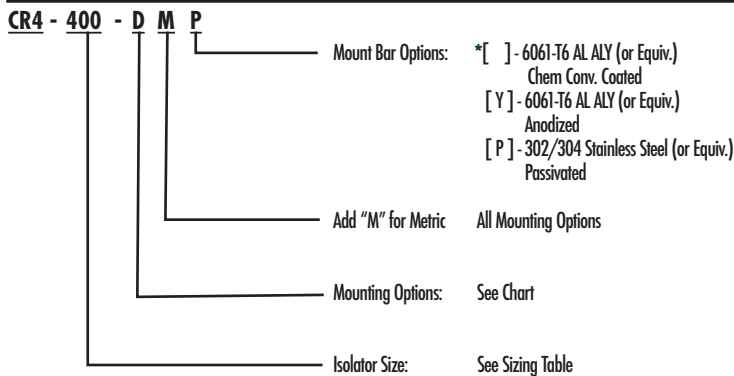 CR4 - 400 - D M P
Mount Bar Options: *[ ] - 6061-T6 AL ALY (or Equiv.)
Chem Conv. Coated
[ Y ] - 6061-T6 AL ALY (or Equiv.)
Anodized
[ P ] - 302/304 Stainless Steel (or Equiv.)
Passivated
Add “M” for Metric All Mounting Options
Mounting Options: See Chart
Isolator Size: See Sizing Table